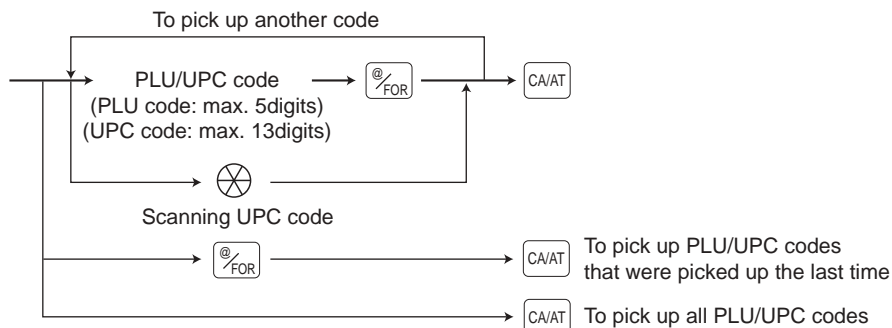 To pick up another code
PLU/UPC code
(PLU code: max. 5digits)
(UPC code: max. 13digits)
@/FOR
CA/AT
Scanning UPC code
@/FOR
CA/AT
To pick up PLU/UPC codes
that were picked up the last time
CA/AT
To pick up all PLU/UPC codes